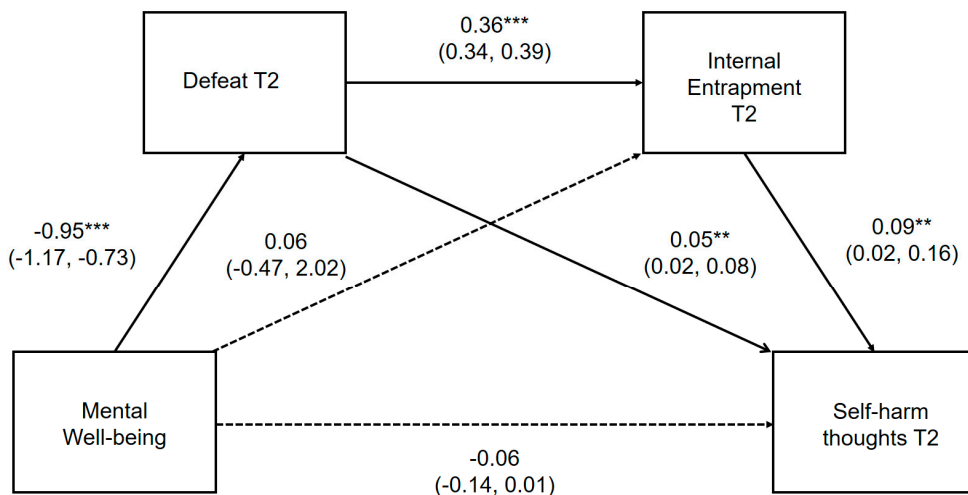 0.36***
(0.34, 0.39)
Defeat T2
Internal
Entrapment
T2
-0.95***
(-1.17, -0.73)
0.06
(-0.47, 2.02)
0.05**
(0.02, 0.08)
0.09**
(0.02, 0.16)
Mental
Well-being
Self-harm
thoughts T2
-0.06
(-0.14, 0.01)